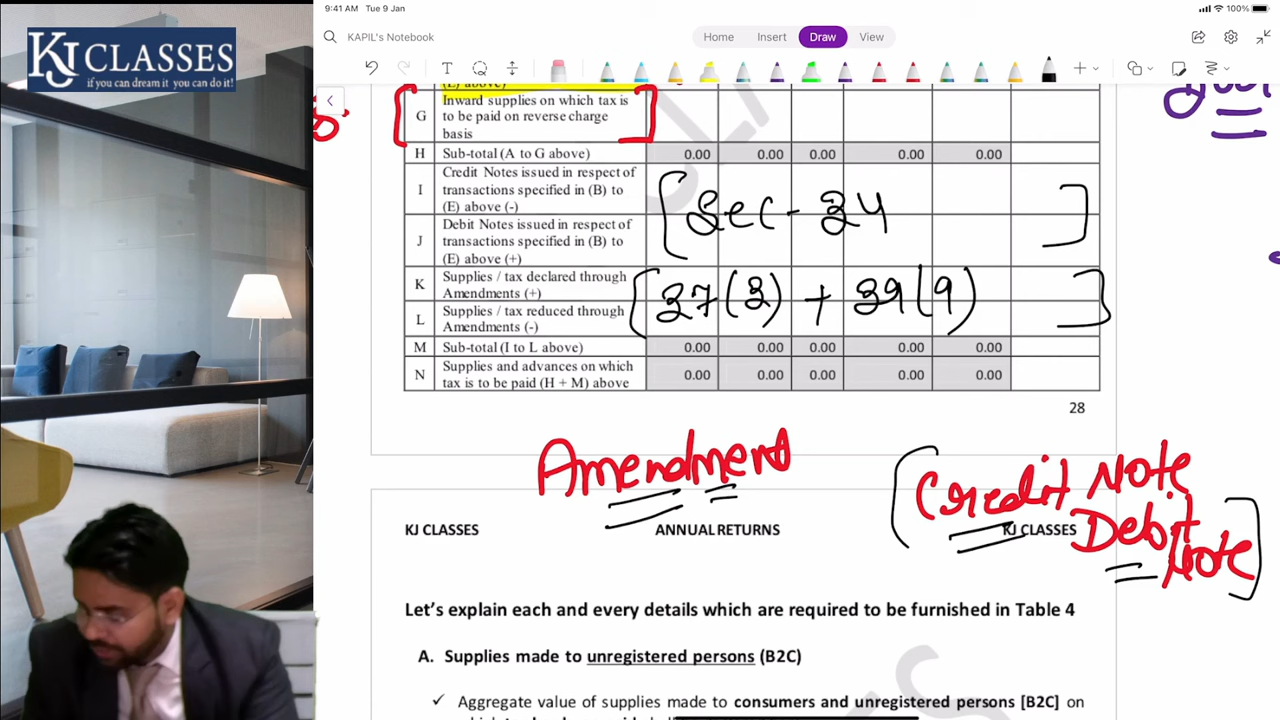 9:41 AM Tue 9 Jan
100%
KAPIL's Notebook
Home Insert Draw View
KJ CLASSES
if you can dream it you can do it!
(E) above)
G Inward supplies on which tax is
to be paid on reverse charge
basis
H Sub-total (A to G above) 0.00 0.00 0.00 0.00 0.00
I Credit Notes issued in respect of
transactions specified in (B) to
(E) above (-)
Sec - 34
J Debit Notes issued in respect of
transactions specified in (B) to
(E) above (+)
K Supplies / tax declared through
Amendments (+)
37(3) + 39(9)
L Supplies / tax reduced through
Amendments (-)
M Sub-total (I to L above) 0.00 0.00 0.00 0.00 0.00
N Supplies and advances on which
tax is to be paid (H + M) above 0.00 0.00 0.00 0.00 0.00
28
Amendment
Credit Note
Debit
Note
KJ CLASSES ANNUAL RETURNS KJ CLASSES
Let's explain each and every details which are required to be furnished in Table 4
A. Supplies made to unregistered persons (B2C)
✓ Aggregate value of supplies made to consumers and unregistered persons [B2C] on